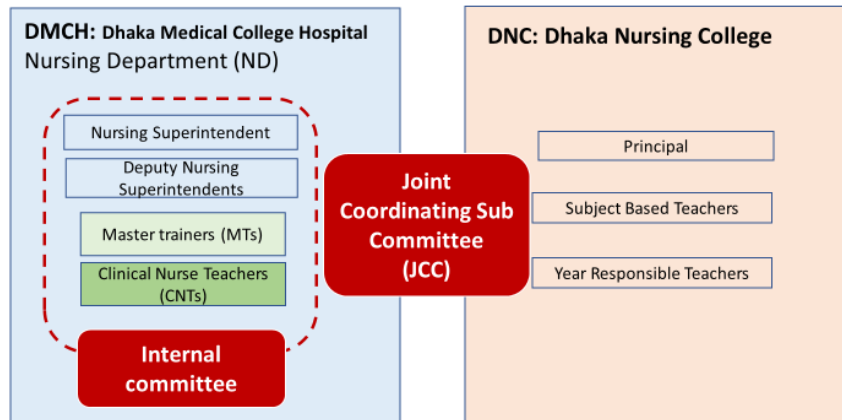 DMCH: Dhaka Medical College Hospital
Nursing Department (ND)
Nursing Superintendent
Deputy Nursing
Superintendents
Master trainers (MTs)
Clinical Nurse Teachers
(CNTs)
Internal
committee
Joint
Coordinating Sub
Committee
(JCC)
DNC: Dhaka Nursing College
Principal
Subject Based Teachers
Year Responsible Teachers